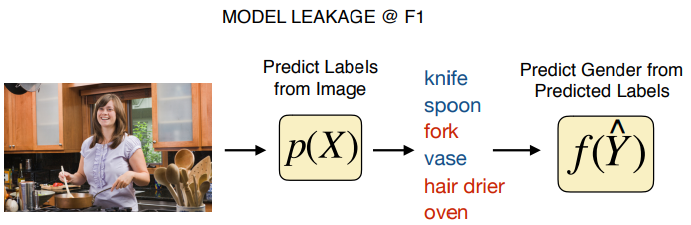 MODEL LEAKAGE @ F1
Predict Labels
from Image
p(X)
knife
spoon
fork
vase
hair drier
oven
Predict Gender from
Predicted Labels
f(Ŷ)